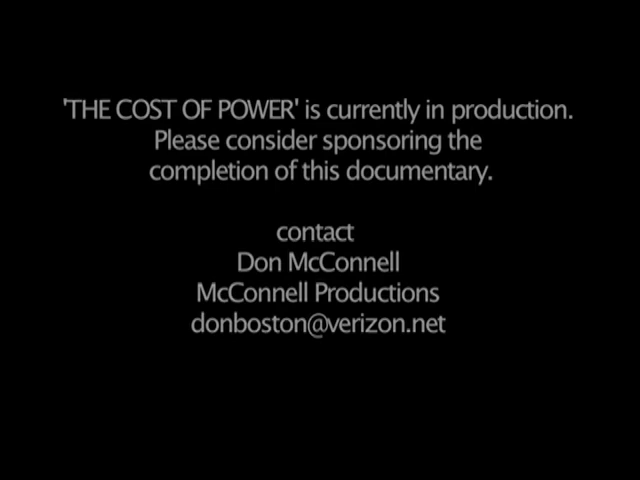 'THE COST OF POWER' is currently in production.
Please consider sponsoring the
completion of this documentary.
contact
Don McConnell
McConnell Productions
donboston@verizon.net